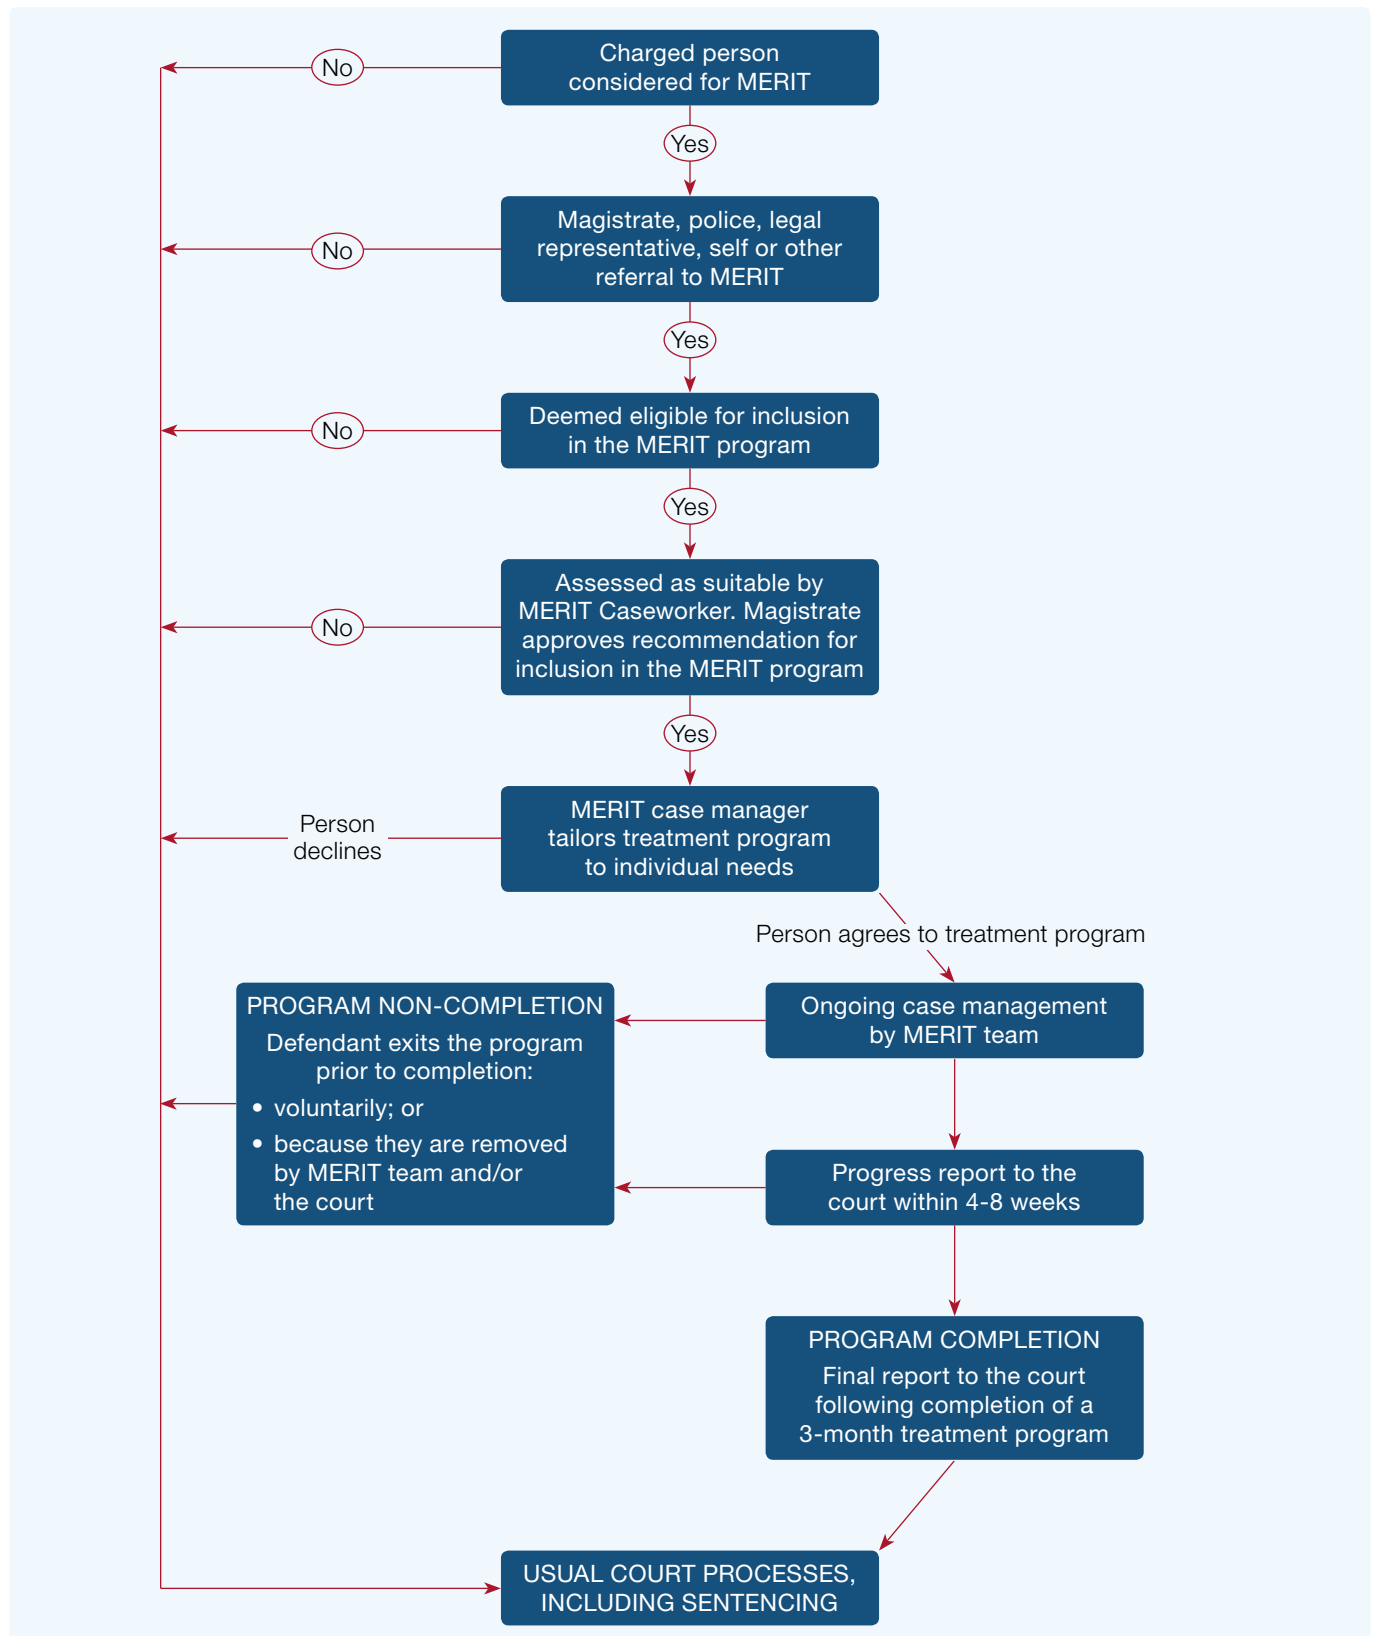 Charged person
considered for MERIT
No
Yes
Magistrate, police, legal
representative, self or other
referral to MERIT
No
Yes
Deemed eligible for inclusion
in the MERIT program
No
Yes
Assessed as suitable by
MERIT Caseworker. Magistrate
approves recommendation for
inclusion in the MERIT program
No
Yes
MERIT case manager
tailors treatment program
to individual needs
Person
declines
Person agrees to treatment program
Ongoing case management
by MERIT team
PROGRAM NON-COMPLETION
Defendant exits the program
prior to completion:
• voluntarily; or
• because they are removed
by MERIT team and/or
the court
Progress report to the
court within 4-8 weeks
PROGRAM COMPLETION
Final report to the court
following completion of a
3-month treatment program
USUAL COURT PROCESSES,
INCLUDING SENTENCING